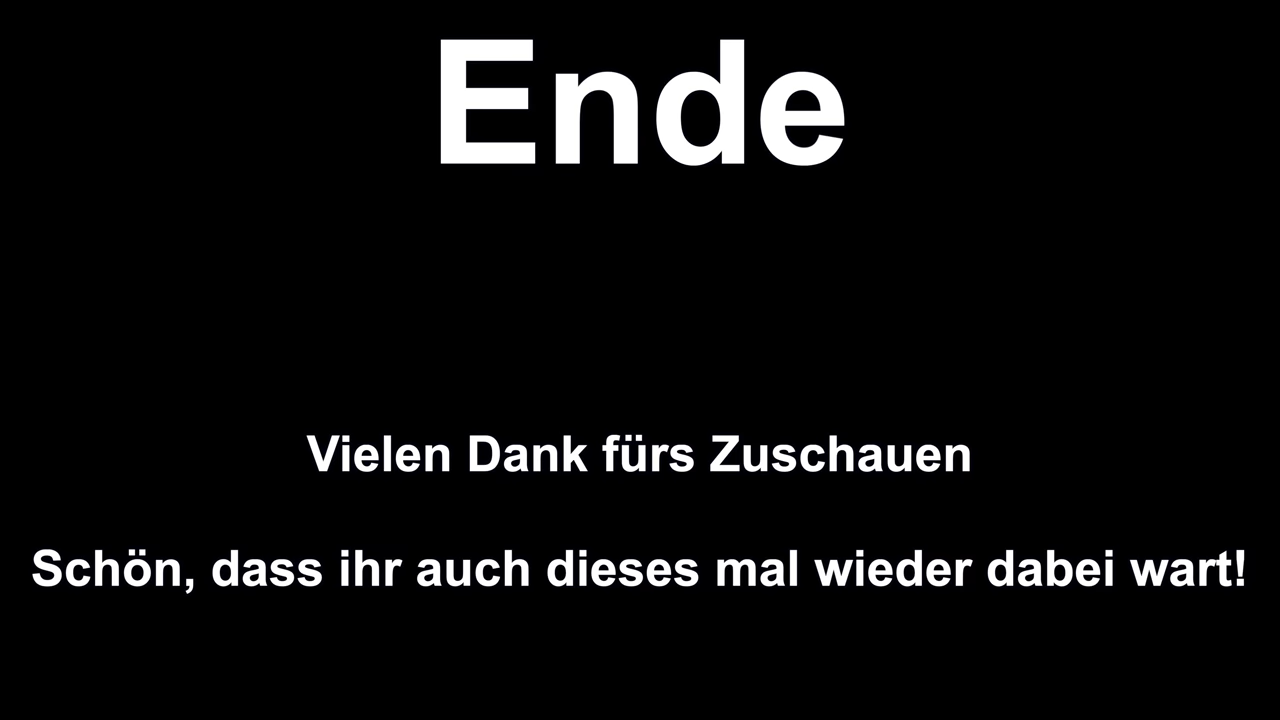 Ende
Vielen Dank fürs Zuschauen
Schön, dass ihr auch dieses mal wieder dabei wart!